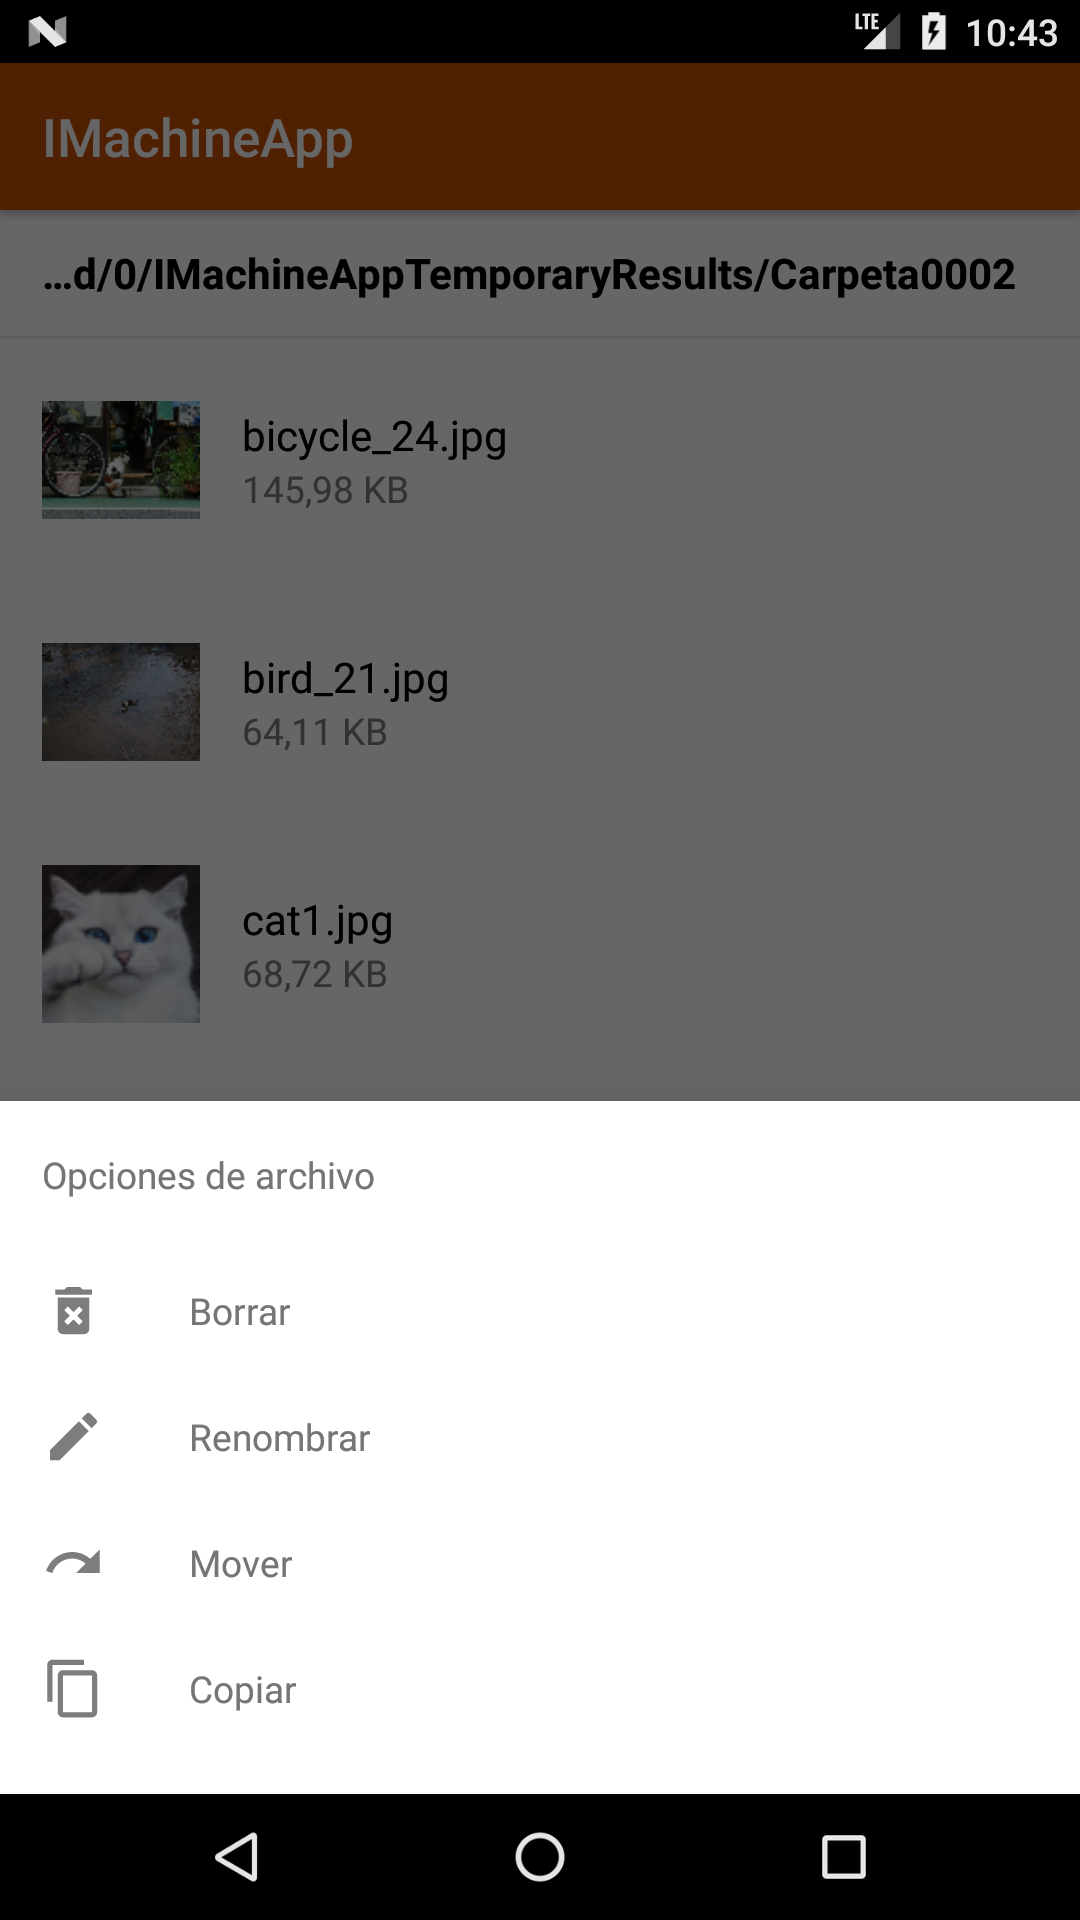 LTE 10:43
IMachineApp
…d/0/IMachineAppTemporaryResults/Carpeta0002
bicycle_24.jpg
145,98 KB
bird_21.jpg
64,11 KB
cat1.jpg
68,72 KB
Opciones de archivo
Borrar
Renombrar
Mover
Copiar